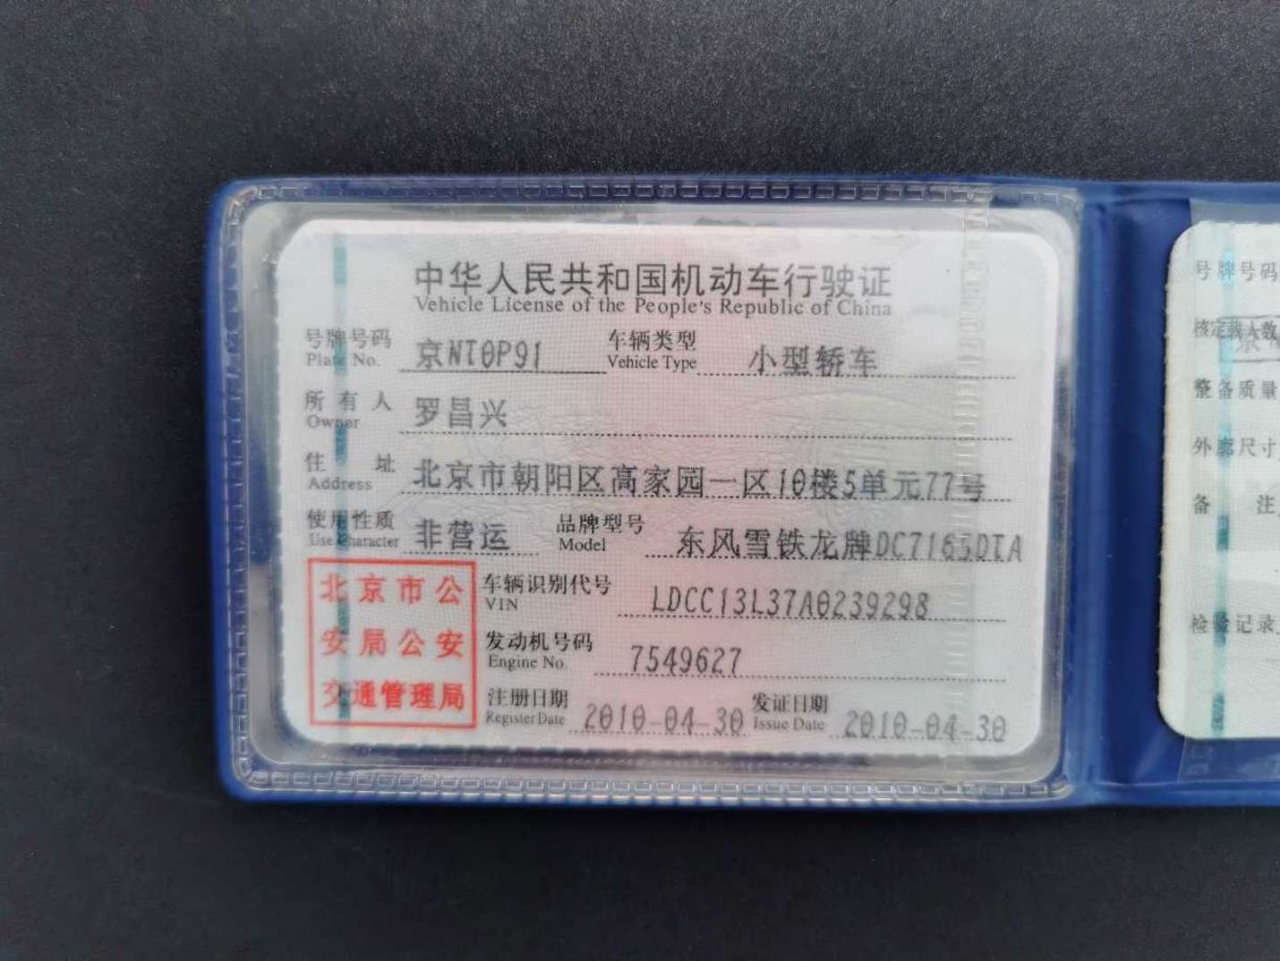 中华人民共和国机动车行驶证
Vehicle License of the People's Republic of China
号牌号码 京NT0P91 车辆类型 小型轿车
Plate No. Vehicle Type
所有人 罗昌兴
Owner
住址 北京市朝阳区高家园一区10楼5单元77号
Address
使用性质 非营运 品牌型号 东风雪铁龙牌DC7165DTA
Use Character Model
北京市公
安局公安
交通管理局
车辆识别代号 LDCC13L37A0239298
VIN
发动机号码 7549627
Engine No.
注册日期 2010-04-30 发证日期 2010-04-30
Register Date Issue Date
号牌号码
核定载人数
整备质量
外廓尺寸
备 注
检验记录